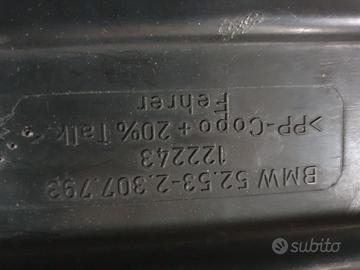 BMW 52.53-2.307.793
122243
>PP-Copo+20% Talk<
Fehrer
subito